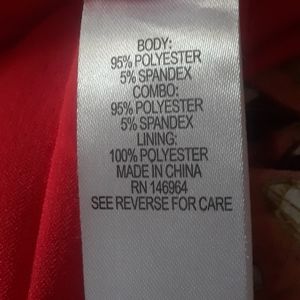 BODY:
95% POLYESTER
5% SPANDEX
COMBO:
95% POLYESTER
5% SPANDEX
LINING:
100% POLYESTER
MADE IN CHINA
RN 146964
SEE REVERSE FOR CARE